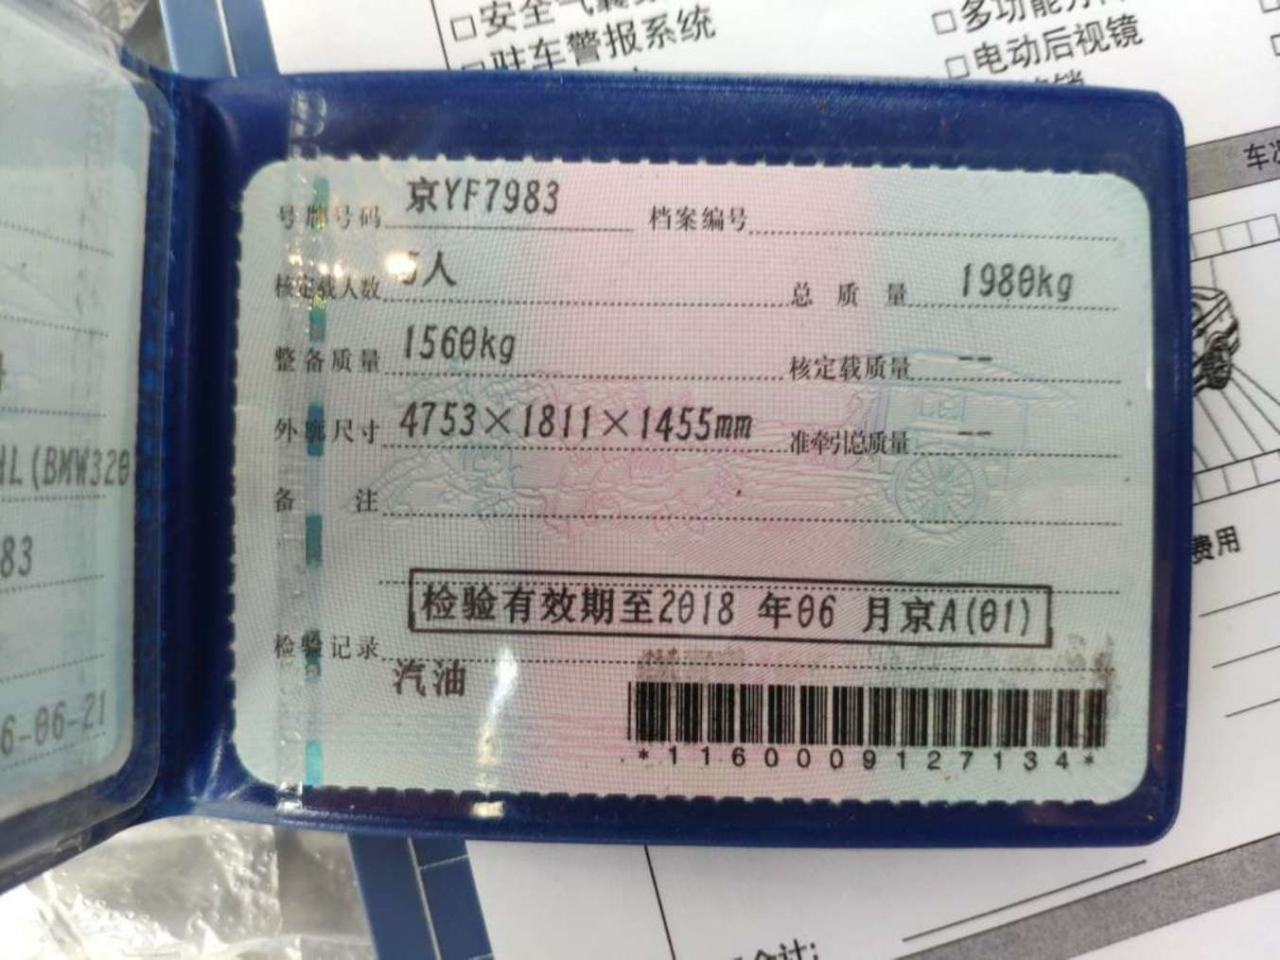 □安全气囊
□驻车警报系统
□多功能方
□电动后视镜
号牌号码 京YF7983 档案编号
核定载人数 5人 总质量 1980kg
整备质量 1560kg 核定载质量 --
外廓尺寸 4753×1811×1455mm 准牵引总质量 --
备注
检验有效期至2018年06月京A(01)
检验记录
汽油
*1160009127134*
HL(BMW320
83
6-06-21
费用
合计: